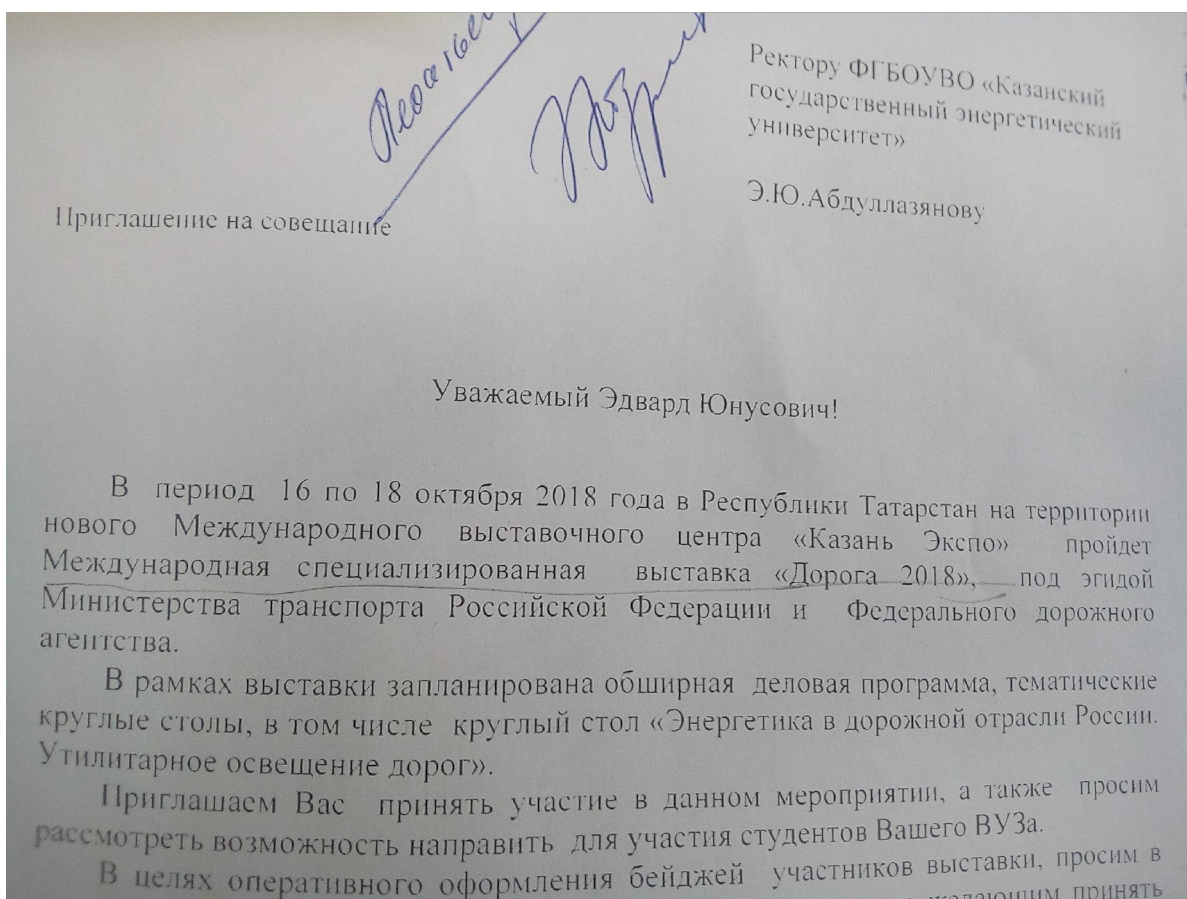 Ректору ФГБОУВО «Казанский
государственный энергетический
университет»
Э.Ю.Абдуллазянову
Приглашение на совещание
Уважаемый Эдвард Юнусович!
В период 16 по 18 октября 2018 года в Республики Татарстан на территории
нового Международного выставочного центра «Казань Экспо» пройдет
Международная специализированная выставка «Дорога 2018», под эгидой
Министерства транспорта Российской Федерации и Федерального дорожного
агентства.
В рамках выставки запланирована обширная деловая программа, тематические
круглые столы, в том числе круглый стол «Энергетика в дорожной отрасли России.
Утилитарное освещение дорог».
Приглашаем Вас принять участие в данном мероприятии, а также просим
рассмотреть возможность направить для участия студентов Вашего ВУЗа.
В целях оперативного оформления бейджей участников выставки, просим в
желающим принять